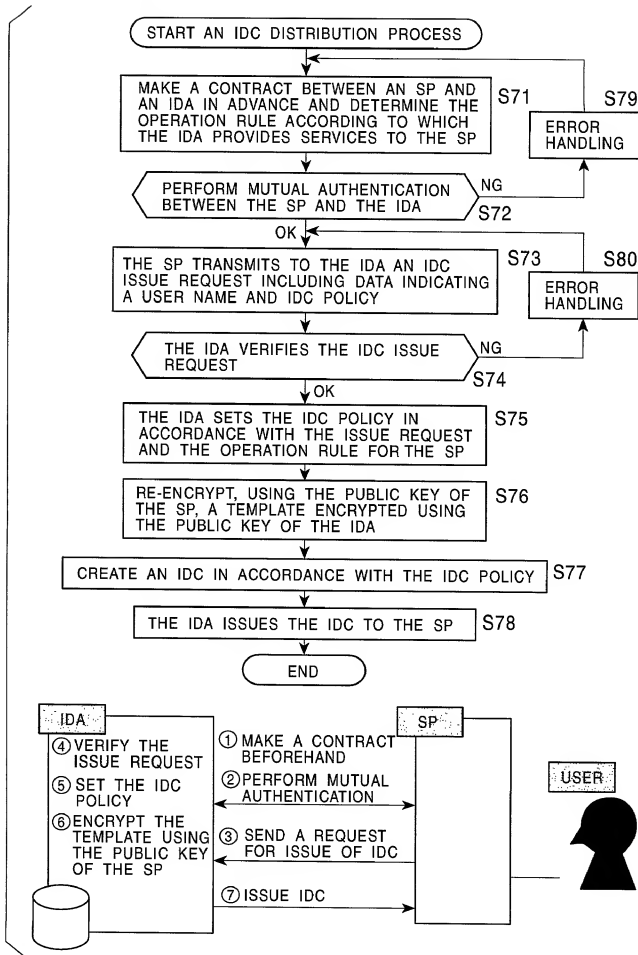 START AN IDC DISTRIBUTION PROCESS
MAKE A CONTRACT BETWEEN AN SP AND
AN IDA IN ADVANCE AND DETERMINE THE
OPERATION RULE ACCORDING TO WHICH
THE IDA PROVIDES SERVICES TO THE SP
S71
S79
ERROR
HANDLING
PERFORM MUTUAL AUTHENTICATION
BETWEEN THE SP AND THE IDA
NG
S72
OK
THE SP TRANSMITS TO THE IDA AN IDC
ISSUE REQUEST INCLUDING DATA INDICATING
A USER NAME AND IDC POLICY
S73
S80
ERROR
HANDLING
THE IDA VERIFIES THE IDC ISSUE
REQUEST
NG
S74
OK
THE IDA SETS THE IDC POLICY IN
ACCORDANCE WITH THE ISSUE REQUEST
AND THE OPERATION RULE FOR THE SP
S75
RE-ENCRYPT, USING THE PUBLIC KEY OF
THE SP, A TEMPLATE ENCRYPTED USING
THE PUBLIC KEY OF THE IDA
S76
CREATE AN IDC IN ACCORDANCE WITH THE IDC POLICY
S77
THE IDA ISSUES THE IDC TO THE SP
S78
END
IDA
④ VERIFY THE
ISSUE REQUEST
⑤ SET THE IDC
POLICY
⑥ ENCRYPT THE
TEMPLATE USING
THE PUBLIC KEY
OF THE SP
① MAKE A CONTRACT
BEFOREHAND
② PERFORM MUTUAL
AUTHENTICATION
③ SEND A REQUEST
FOR ISSUE OF IDC
⑦ ISSUE IDC
SP
USER